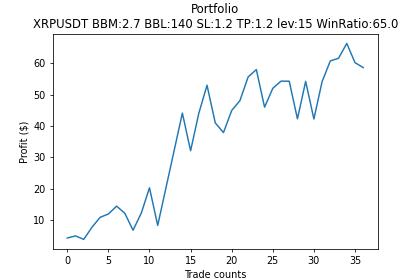 Portfolio
XRPUSDT BBM:2.7 BBL:140 SL:1.2 TP:1.2 lev:15 WinRatio:65.0
Profit ($)
60
50
40
30
20
10
0 5 10 15 20 25 30 35
Trade counts